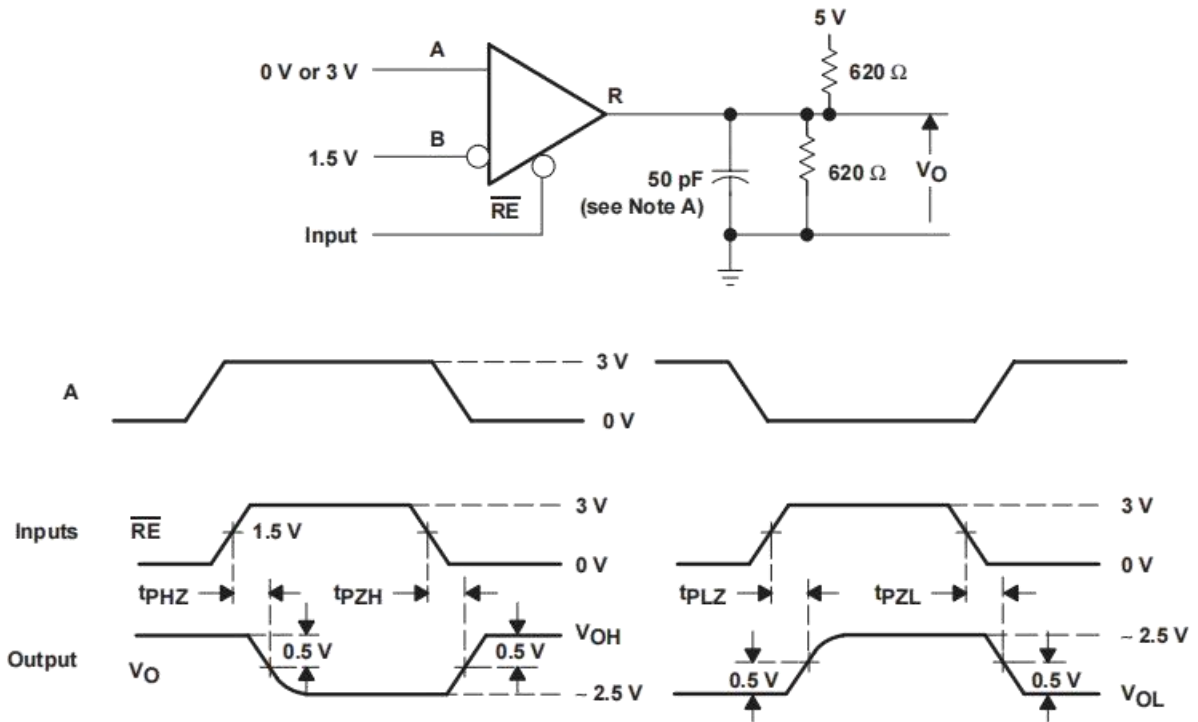 5 V
A
0 V or 3 V
620 Ω
R
B
1.5 V
50 pF
(see Note A)
620 Ω
VO
RE
Input
3 V
A
0 V
3 V
3 V
Inputs
RE
1.5 V
0 V
0 V
tPHZ
tPZH
tPLZ
tPZL
VOH
~ 2.5 V
Output
VO
0.5 V
0.5 V
0.5 V
0.5 V
~ 2.5 V
VOL